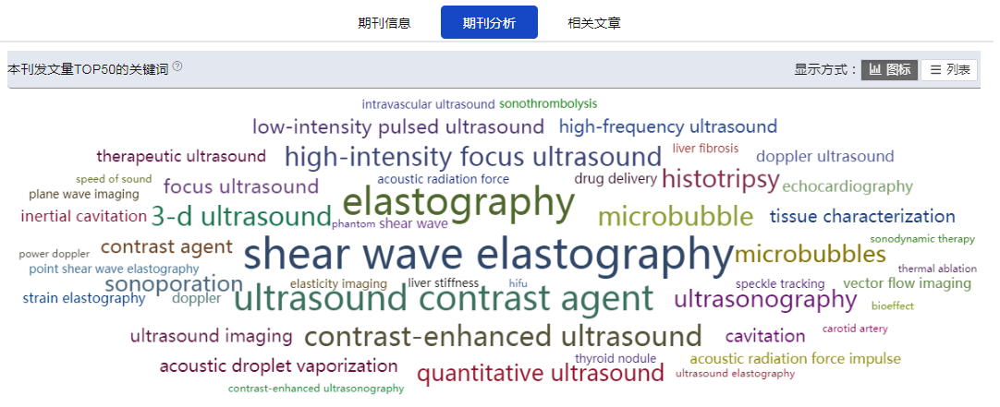 期刊信息 期刊分析 相关文章
本刊发文量TOP50的关键词 ? 显示方式： 图标 列表
intravascular ultrasound sonothrombolysis
low-intensity pulsed ultrasound high-frequency ultrasound
therapeutic ultrasound high-intensity focus ultrasound liver fibrosis doppler ultrasound
speed of sound focus ultrasound acoustic radiation force drug delivery histotripsy echocardiography
plane wave imaging elastography
inertial cavitation 3-d ultrasound phantom shear wave microbubble tissue characterization
power doppler contrast agent shear wave elastography microbubbles sonodynamic therapy
point shear wave elastography thermal ablation
sonoporation elasticity imaging liver stiffness hifu speckle tracking vector flow imaging
strain elastography doppler ultrasound contrast agent ultrasonography bioeffect
ultrasound imaging contrast-enhanced ultrasound cavitation carotid artery
acoustic droplet vaporization thyroid nodule acoustic radiation force impulse
quantitative ultrasound ultrasound elastography
contrast-enhanced ultrasonography